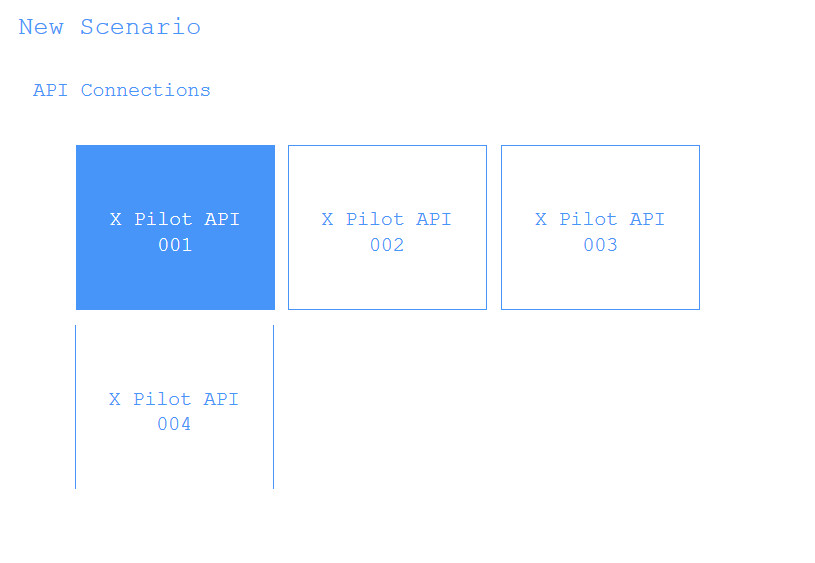 New Scenario
API Connections
X Pilot API
001
X Pilot API
002
X Pilot API
003
X Pilot API
004